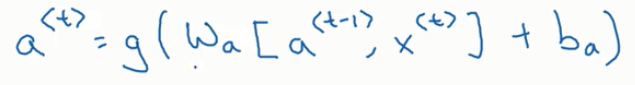 a^{<t>} = g(W_a[a^{<t-1>}, x^{<t>}] + b_a)